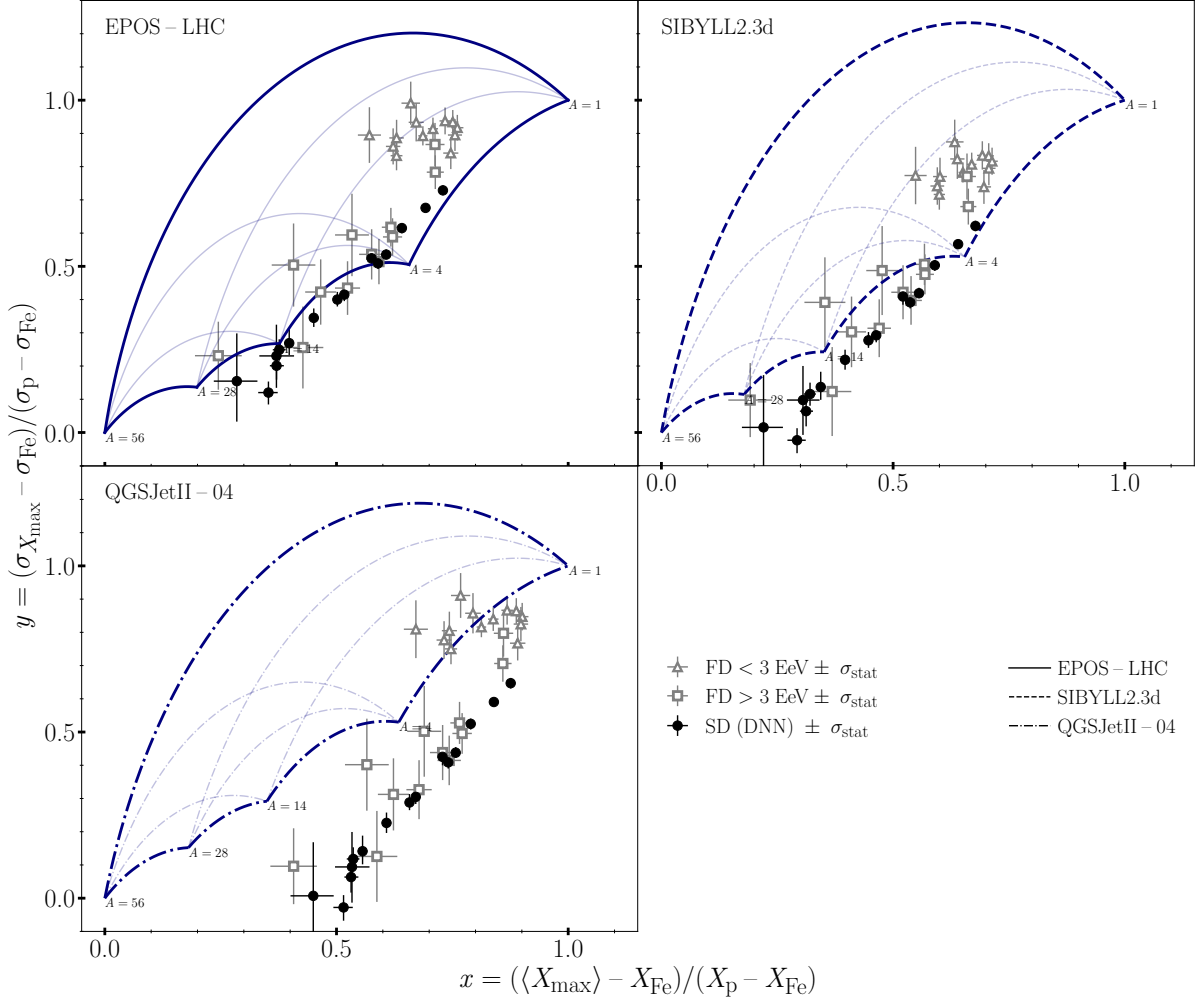 EPOS – LHC
1.0
0.5
0.0
A = 1
A = 4
A = 14
A = 28
A = 56
SIBYLL2.3d
A = 1
A = 4
A = 14
A = 28
A = 56
0.0
0.5
1.0
QGSJetII – 04
1.0
0.5
0.0
A = 1
A = 4
A = 14
A = 28
A = 56
0.0
0.5
1.0
FD < 3 EeV ± σstat
FD > 3 EeV ± σstat
SD (DNN) ± σstat
EPOS – LHC
SIBYLL2.3d
QGSJetII – 04
y = (σXmax − σFe)/(σp − σFe)
x = (⟨Xmax⟩ − XFe)/(Xp − XFe)